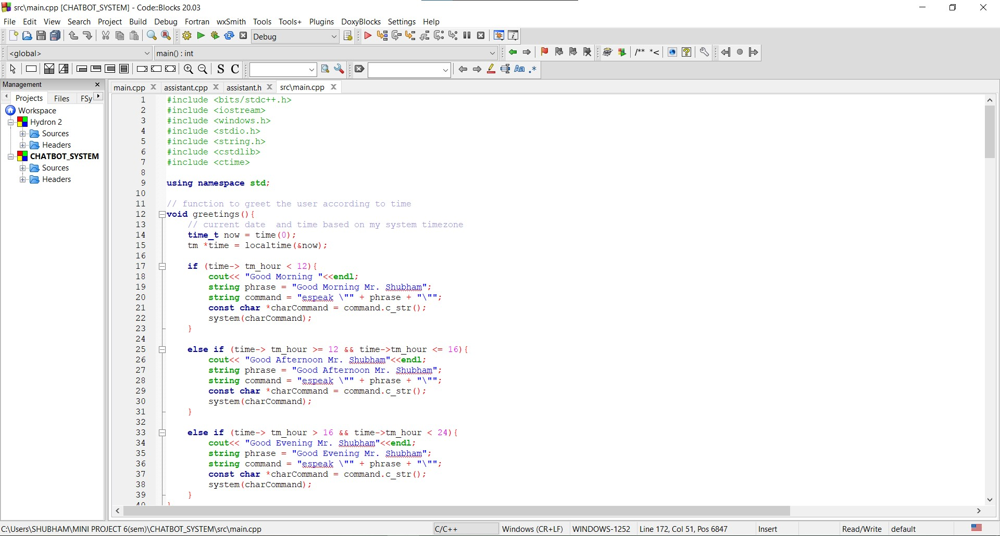 src\main.cpp [CHATBOT_SYSTEM] - Code::Blocks 20.03
File Edit View Search Project Build Debug Fortran wxSmith Tools Tools+ Plugins DoxyBlocks Settings Help
Debug
<global> main() : int /** *<
S C Aa .*
Management
main.cpp assistant.cpp assistant.h src\main.cpp
Projects Files FSy
Workspace
Hydron 2
Sources
Headers
CHATBOT_SYSTEM
Sources
Headers
1 #include <bits/stdc++.h>
2 #include <iostream>
3 #include <windows.h>
4 #include <stdio.h>
5 #include <string.h>
6 #include <cstdlib>
7 #include <ctime>
8
9 using namespace std;
10
11 // function to greet the user according to time
12 void greetings(){
13 // current date  and time based on my system timezone
14 time_t now = time(0);
15 tm *time = localtime(&now);
16
17 if (time-> tm_hour < 12){
18 cout<< "Good Morning "<<endl;
19 string phrase = "Good Morning Mr. Shubham";
20 string command = "espeak \"" + phrase + "\"";
21 const char *charCommand = command.c_str();
22 system(charCommand);
23 }
24
25 else if (time-> tm_hour >= 12 && time->tm_hour <= 16){
26 cout<< "Good Afternoon Mr. Shubham"<<endl;
27 string phrase = "Good Afternoon Mr. Shubham";
28 string command = "espeak \"" + phrase + "\"";
29 const char *charCommand = command.c_str();
30 system(charCommand);
31 }
32
33 else if (time-> tm_hour > 16 && time->tm_hour < 24){
34 cout<< "Good Evening Mr. Shubham"<<endl;
35 string phrase = "Good Evening Mr. Shubham";
36 string command = "espeak \"" + phrase + "\"";
37 const char *charCommand = command.c_str();
38 system(charCommand);
39 }
40 }
C:\Users\SHUBHAM\MINI PROJECT 6(sem)\CHATBOT_SYSTEM\src\main.cpp C/C++ Windows (CR+LF) WINDOWS-1252 Line 172, Col 51, Pos 6847 Insert Read/Write default